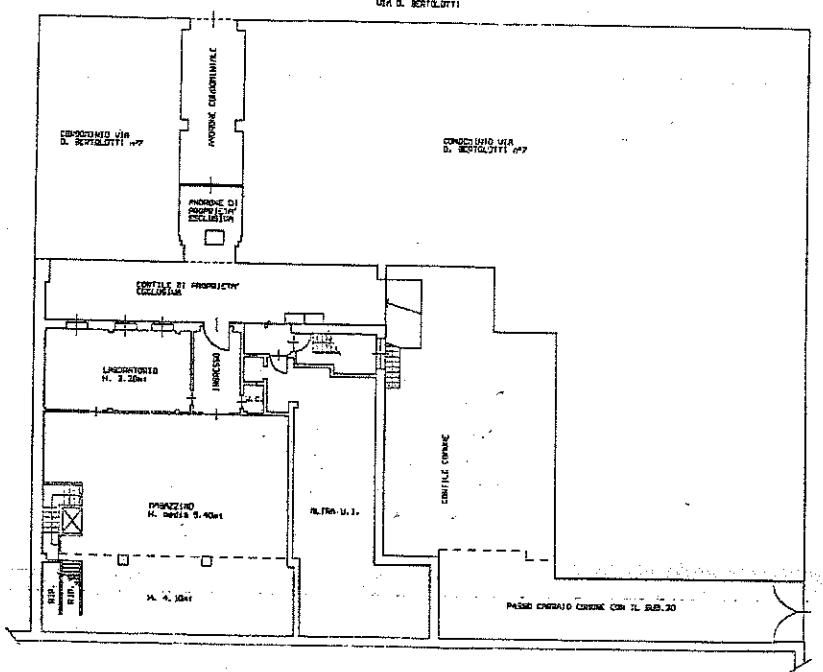 VIA D. BERTOLOTTI
ANDRONE CONDOMINIALE
CONDOMINIO VIA
D. BERTOLOTTI n°7
CONDOMINIO VIA
D. BERTOLOTTI n°7
ANDRONE DI
PROPRIETA'
ESCLUSIVA
CORTILE DI PROPRIETA'
ESCLUSIVA
LABORATORIO
H. 3.20mt
INGRESSO
W.C.
CORTILE COMUNE
MAGAZZINO
H. media 5.40mt
ALTRA U.I.
RIP.
RIP.
H. 4.10mt
PASSO CARRAIO COMUNE CON IL SUB.30